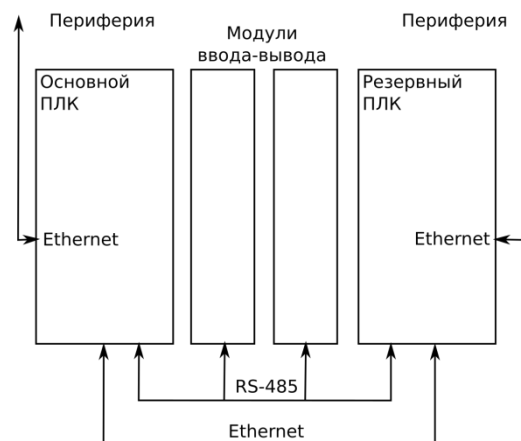 Периферия
Периферия
Модули
ввода-вывода
Основной
ПЛК
Резервный
ПЛК
Ethernet
Ethernet
RS-485
Ethernet